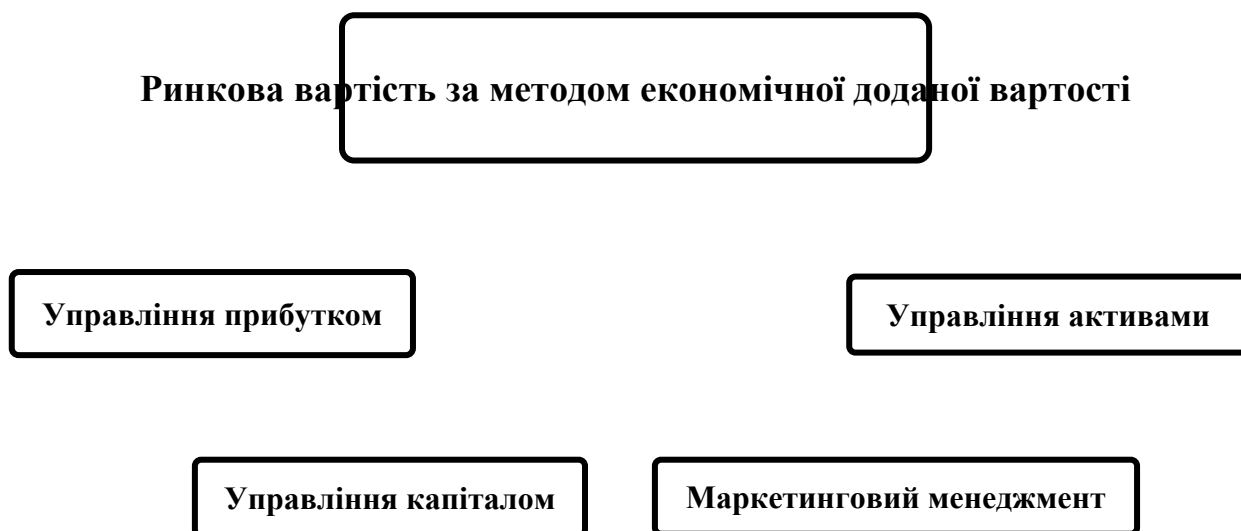 Ринкова вартість за методом економічної доданої вартості
Управління прибутком
Управління активами
Управління капіталом
Маркетинговий менеджмент